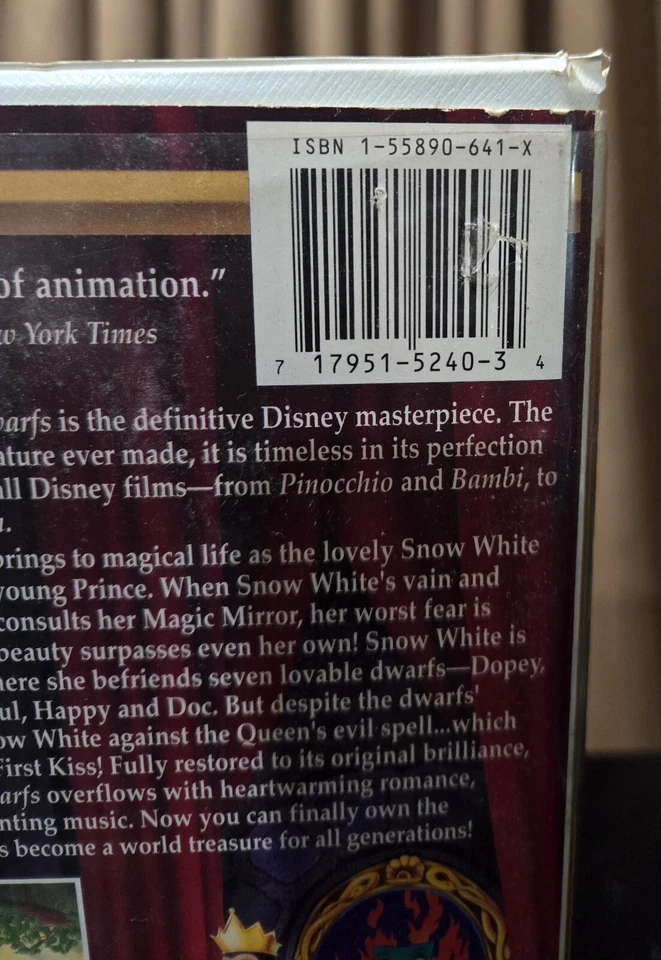 ISBN 1-55890-641-X
7 17951-5240-3 4
of animation."
w York Times
warfs is the definitive Disney masterpiece. The
ature ever made, it is timeless in its perfection
all Disney films—from Pinocchio and Bambi, to
a.
brings to magical life as the lovely Snow White
young Prince. When Snow White's vain and
consults her Magic Mirror, her worst fear is
beauty surpasses even her own! Snow White is
here she befriends seven lovable dwarfs—Dopey,
ul, Happy and Doc. But despite the dwarfs'
ow White against the Queen's evil spell...which
First Kiss! Fully restored to its original brilliance,
arfs overflows with heartwarming romance,
nting music. Now you can finally own the
s become a world treasure for all generations!